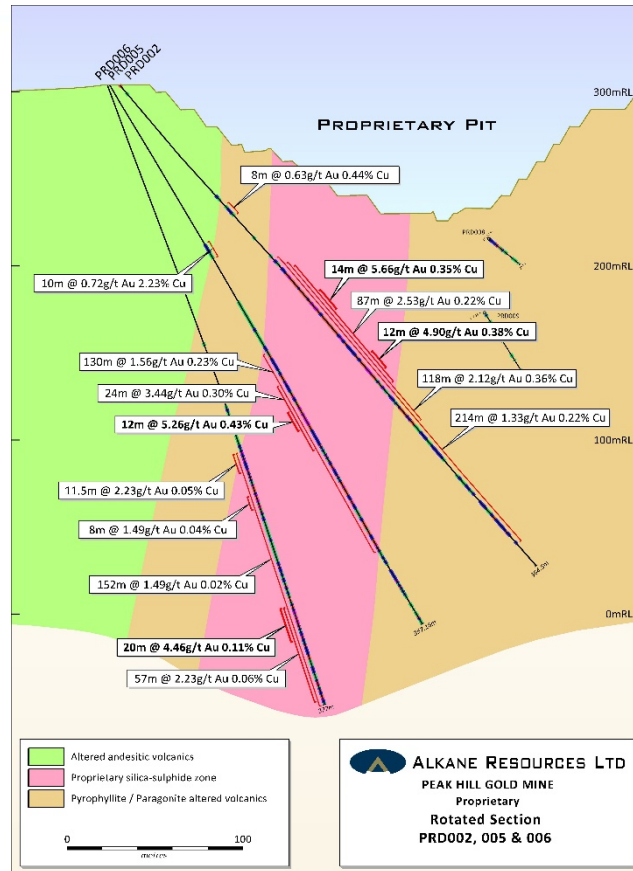 PRD006
PRD005
PRD002
300mRL
PROPRIETARY PIT
8m @ 0.63g/t Au 0.44% Cu
PRD008
14m @ 5.66g/t Au 0.35% Cu
200mRL
10m @ 0.72g/t Au 2.23% Cu
87m @ 2.53g/t Au 0.22% Cu
12m @ 4.90g/t Au 0.38% Cu
130m @ 1.56g/t Au 0.23% Cu
118m @ 2.12g/t Au 0.36% Cu
24m @ 3.44g/t Au 0.30% Cu
214m @ 1.33g/t Au 0.22% Cu
12m @ 5.26g/t Au 0.43% Cu
100mRL
11.5m @ 2.23g/t Au 0.05% Cu
8m @ 1.49g/t Au 0.04% Cu
152m @ 1.49g/t Au 0.02% Cu
0mRL
20m @ 4.46g/t Au 0.11% Cu
57m @ 2.23g/t Au 0.06% Cu
Altered andesitic volcanics
Proprietary silica-sulphide zone
Pyrophyllite / Paragonite altered volcanics
0 100
metres
ALKANE RESOURCES LTD
PEAK HILL GOLD MINE
Proprietary
Rotated Section
PRD002, 005 & 006